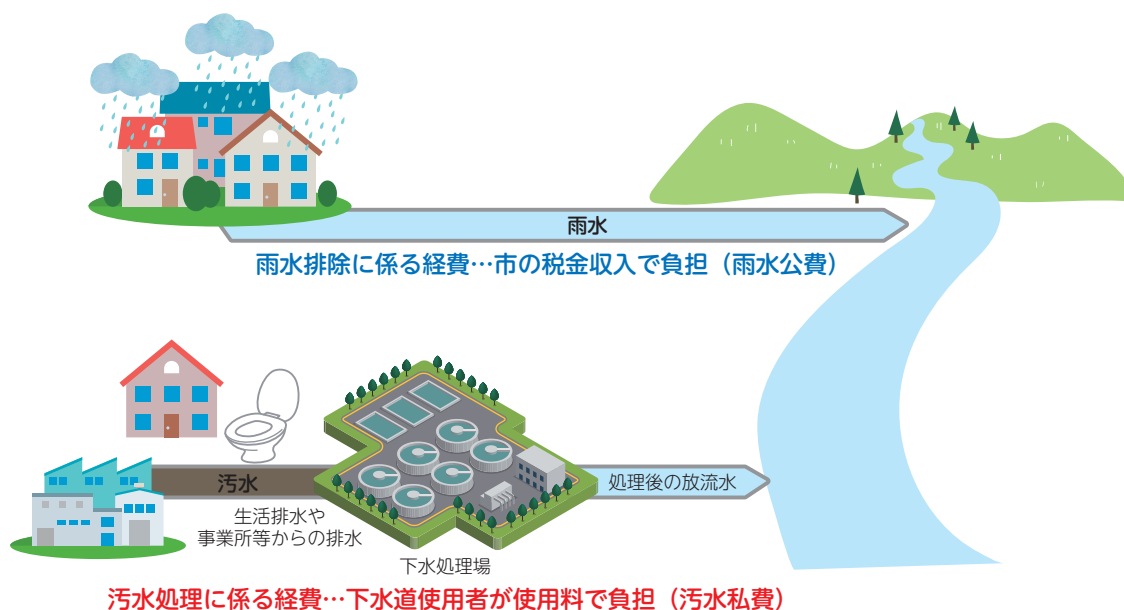 雨水
雨水排除に係る経費…市の税金収入で負担（雨水公費）
汚水
処理後の放流水
生活排水や
事業所等からの排水
下水処理場
汚水処理に係る経費…下水道使用者が使用料で負担（汚水私費）